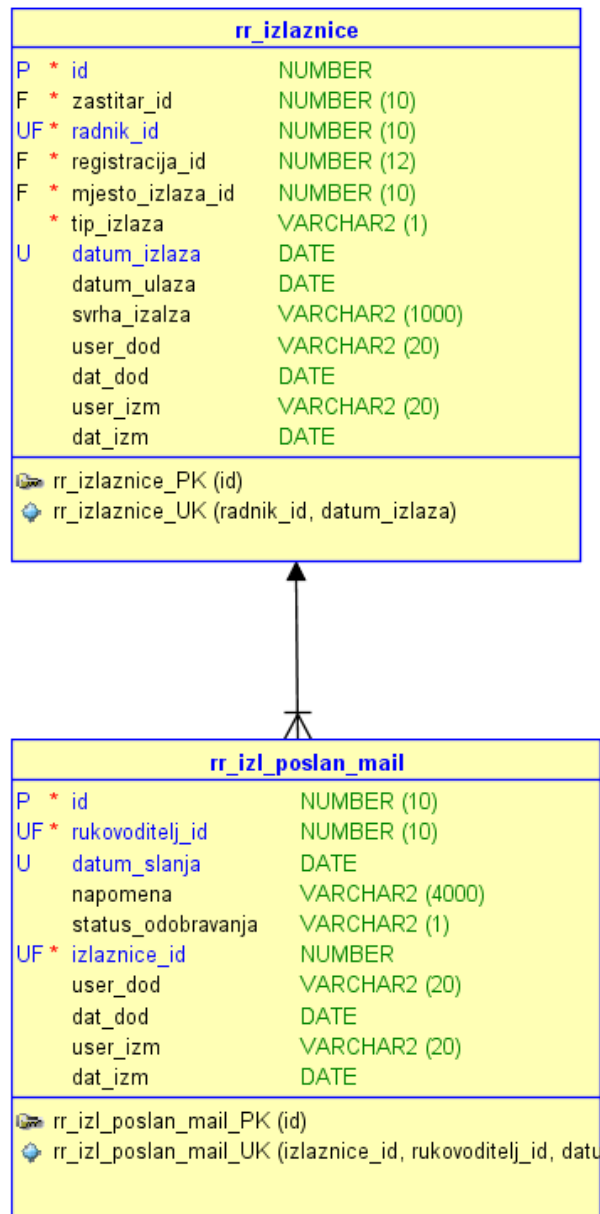 rr_izlaznice
P * id NUMBER
F * zastitar_id NUMBER (10)
UF * radnik_id NUMBER (10)
F * registracija_id NUMBER (12)
F * mjesto_izlaza_id NUMBER (10)
* tip_izlaza VARCHAR2 (1)
U datum_izlaza DATE
datum_ulaza DATE
svrha_izalza VARCHAR2 (1000)
user_dod VARCHAR2 (20)
dat_dod DATE
user_izm VARCHAR2 (20)
dat_izm DATE
rr_izlaznice_PK (id)
rr_izlaznice_UK (radnik_id, datum_izlaza)
rr_izl_poslan_mail
P * id NUMBER (10)
UF * rukovoditelj_id NUMBER (10)
U datum_slanja DATE
napomena VARCHAR2 (4000)
status_odobravanja VARCHAR2 (1)
UF * izlaznice_id NUMBER
user_dod VARCHAR2 (20)
dat_dod DATE
user_izm VARCHAR2 (20)
dat_izm DATE
rr_izl_poslan_mail_PK (id)
rr_izl_poslan_mail_UK (izlaznice_id, rukovoditelj_id, datu